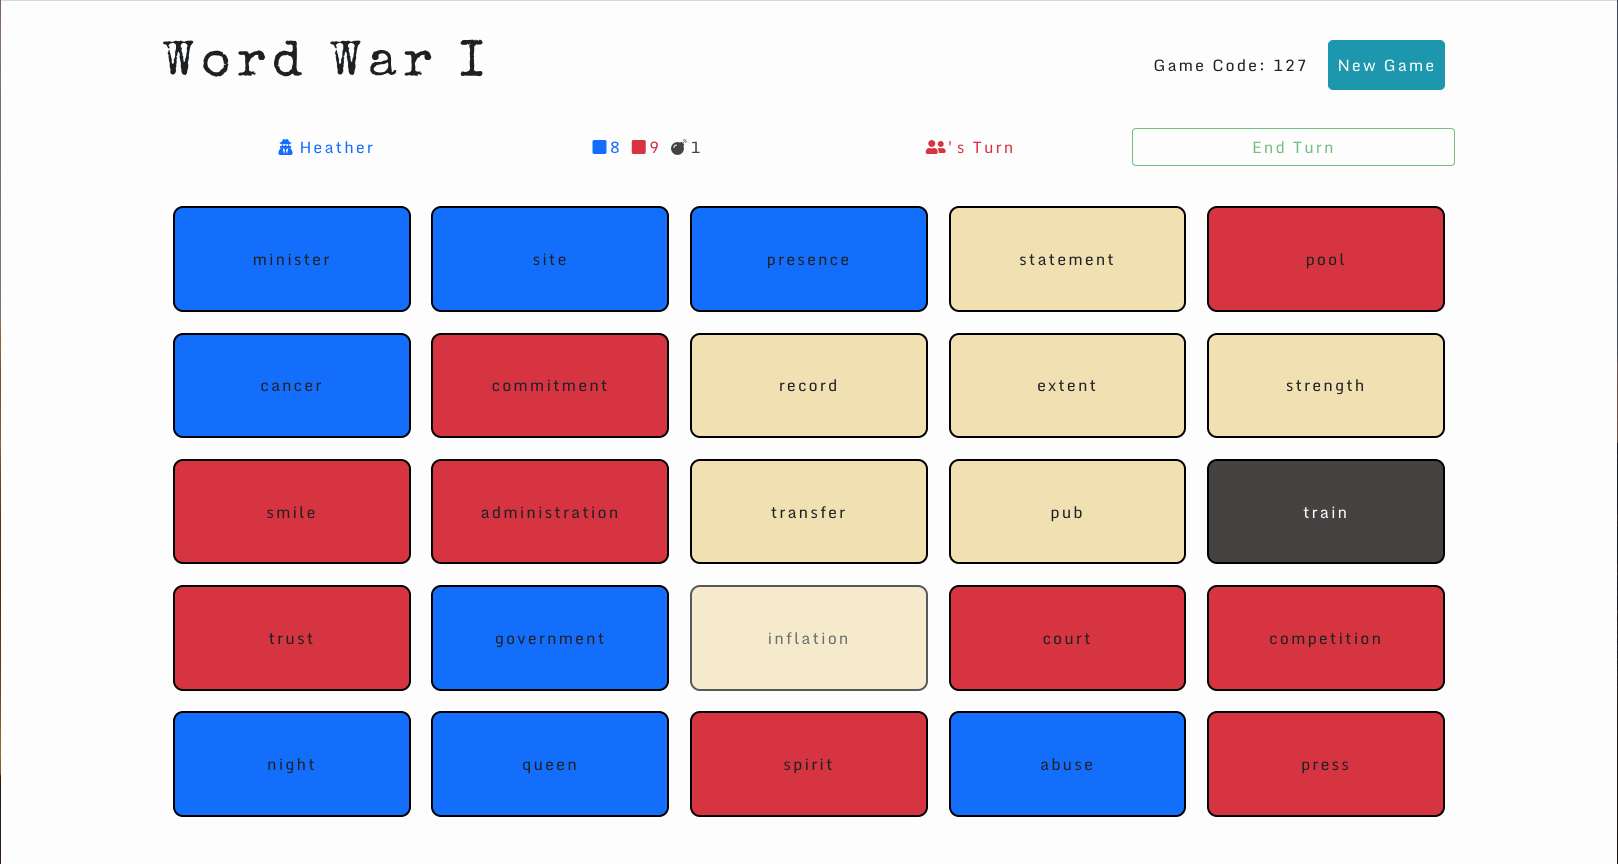 Word War I
Game Code: 127 New Game
Heather 8 9 1 's Turn End Turn
minister site presence statement pool
cancer commitment record extent strength
smile administration transfer pub train
trust government inflation court competition
night queen spirit abuse press